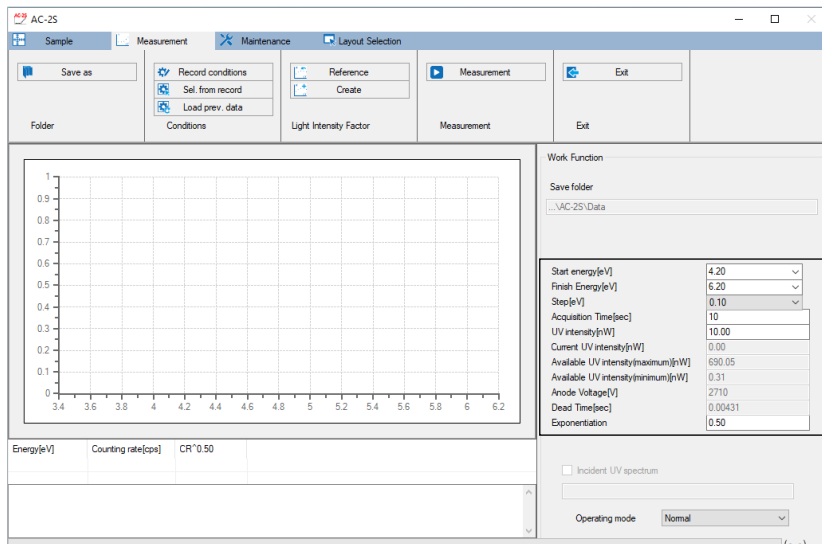 AC-2S
Sample Measurement Maintenance Layout Selection
Save as
Folder
Record conditions
Sel. from record
Load prev. data
Conditions
Reference
Create
Light Intensity Factor
Measurement
Measurement
Exit
Exit
1
0.9
0.8
0.7
0.6
0.5
0.4
0.3
0.2
0.1
0
3.4 3.6 3.8 4 4.2 4.4 4.6 4.8 5 5.2 5.4 5.6 5.8 6 6.2
Energy[eV] Counting rate[cps] CR^0.50
Work Function
Save folder
...\AC-2S\Data
Start energy[eV] 4.20
Finish Energy[eV] 6.20
Step[eV] 0.10
Acquisition Time[sec] 10
UV intensity[nW] 10.00
Current UV intensity[nW] 0.00
Available UV intensity(maximum)[nW] 690.05
Available UV intensity(minimum)[nW] 0.31
Anode Voltage[V] 2710
Dead Time[sec] 0.00431
Exponentiation 0.50
Incident UV spectrum
Operating mode Normal